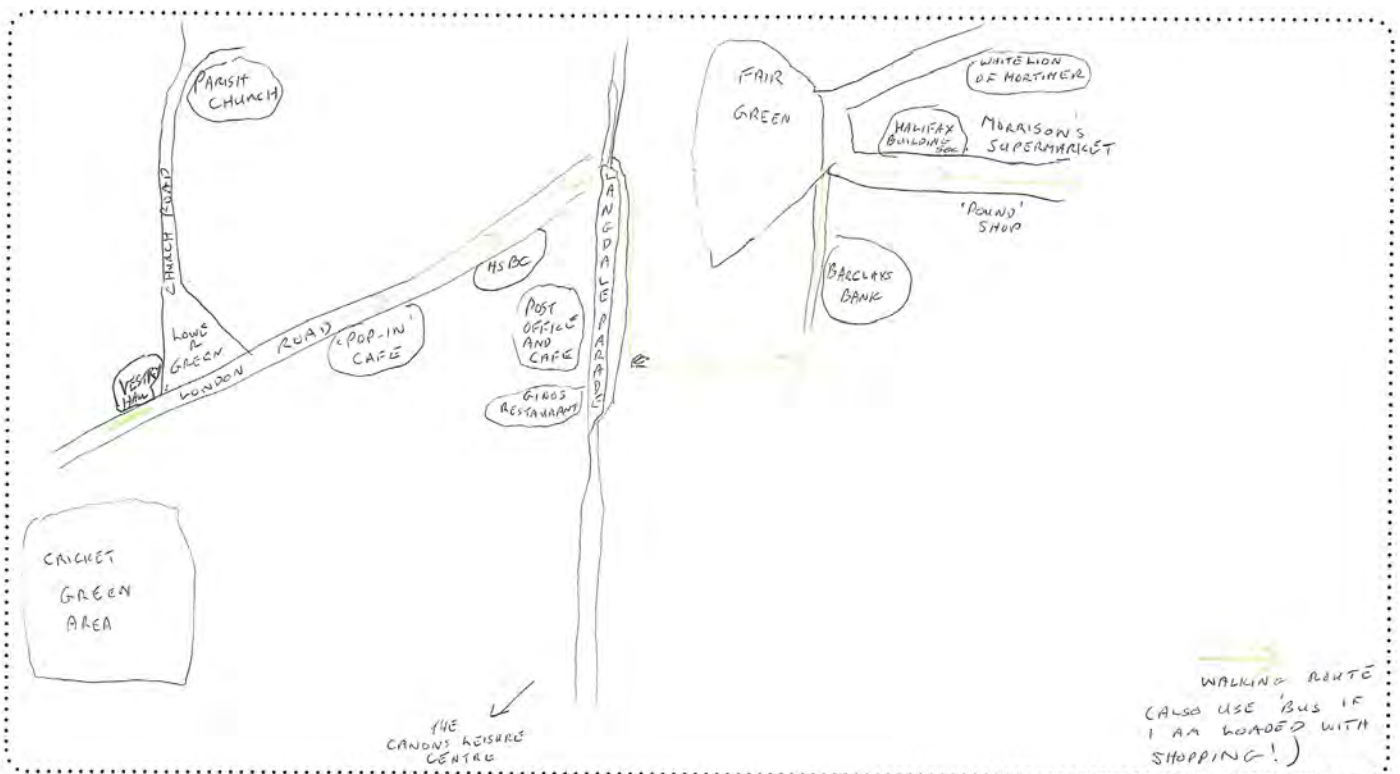 PARISH
CHURCH
CHURCH ROAD
LOWE
R
GREEN
VESTRY
HALL
LONDON ROAD
'POP-IN'
CAFE
HSBC
POST
OFFICE
AND
CAFE
GINOS
RESTAURANT
LANGDALE PARADE
FAIR
GREEN
WHITE LION
OF MORTIMER
HALIFAX
BUILDING
SOC.
MORRISON'S
SUPERMARKET
'POUND'
SHOP
BARCLAYS
BANK
CRICKET
GREEN
AREA
THE
CANONS LEISURE
CENTRE
WALKING ROUTE
(ALSO USE 'BUS IF
I AM LOADED WITH
SHOPPING!)